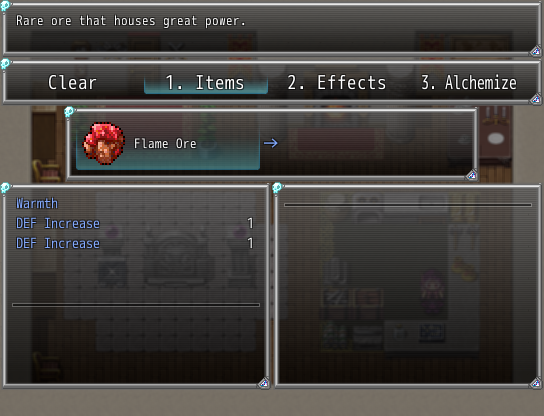 Rare ore that houses great power.
Clear 1. Items 2. Effects 3. Alchemize
Flame Ore →
Warmth
DEF Increase 1
DEF Increase 1